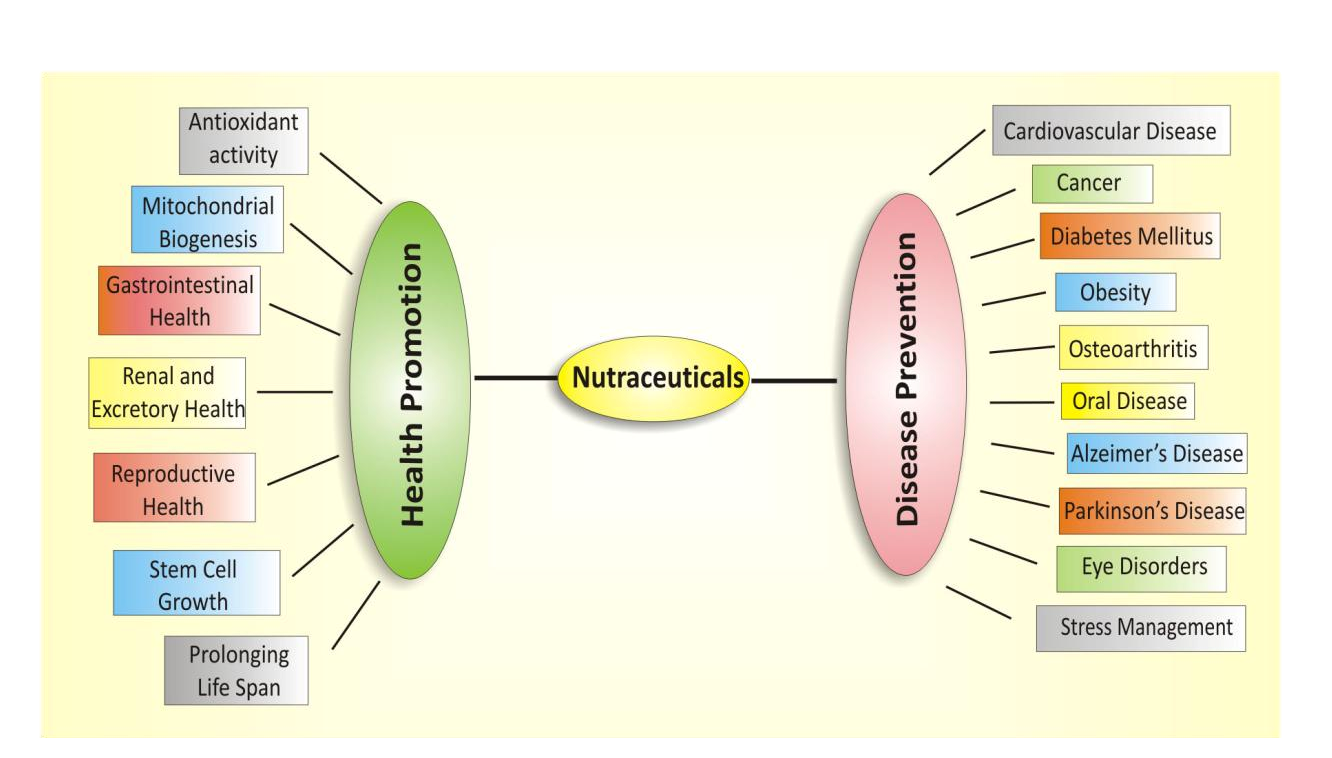 Antioxidant
activity
Mitochondrial
Biogenesis
Gastrointestinal
Health
Renal and
Excretory Health
Reproductive
Health
Stem Cell
Growth
Prolonging
Life Span
Health Promotion
Nutraceuticals
Disease Prevention
Cardiovascular Disease
Cancer
Diabetes Mellitus
Obesity
Osteoarthritis
Oral Disease
Alzeimer’s Disease
Parkinson’s Disease
Eye Disorders
Stress Management